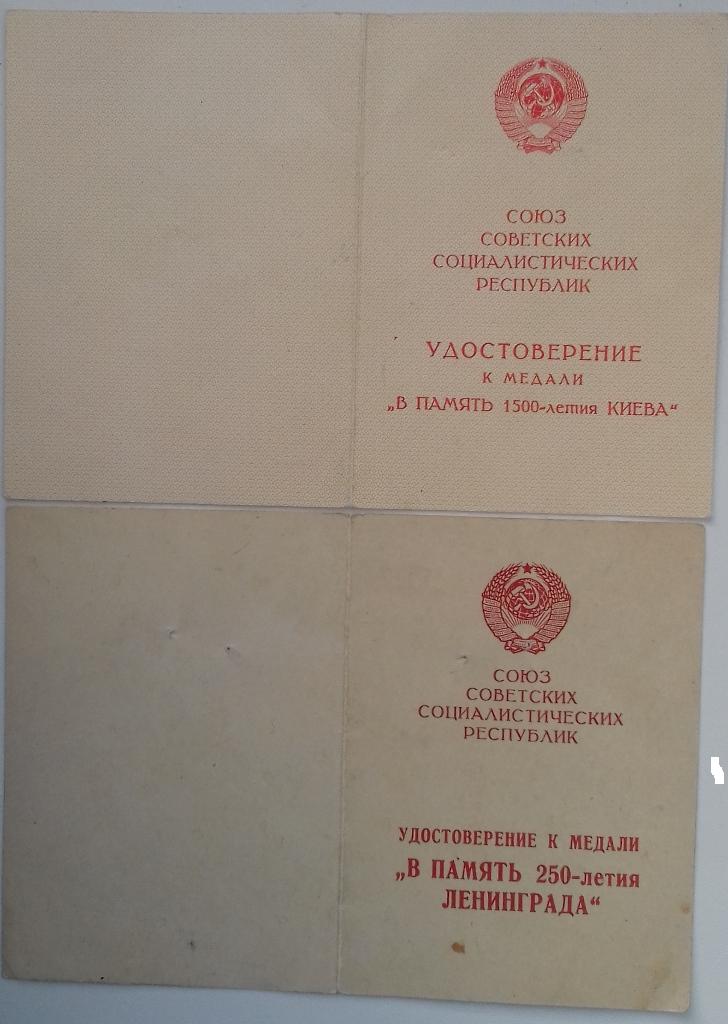 СОЮЗ
СОВЕТСКИХ
СОЦИАЛИСТИЧЕСКИХ
РЕСПУБЛИК
УДОСТОВЕРЕНИЕ
К МЕДАЛИ
„В ПАМЯТЬ 1500-летия КИЕВА“
СОЮЗ
СОВЕТСКИХ
СОЦИАЛИСТИЧЕСКИХ
РЕСПУБЛИК
УДОСТОВЕРЕНИЕ К МЕДАЛИ
„В ПАМЯТЬ 250-летия
ЛЕНИНГРАДА“